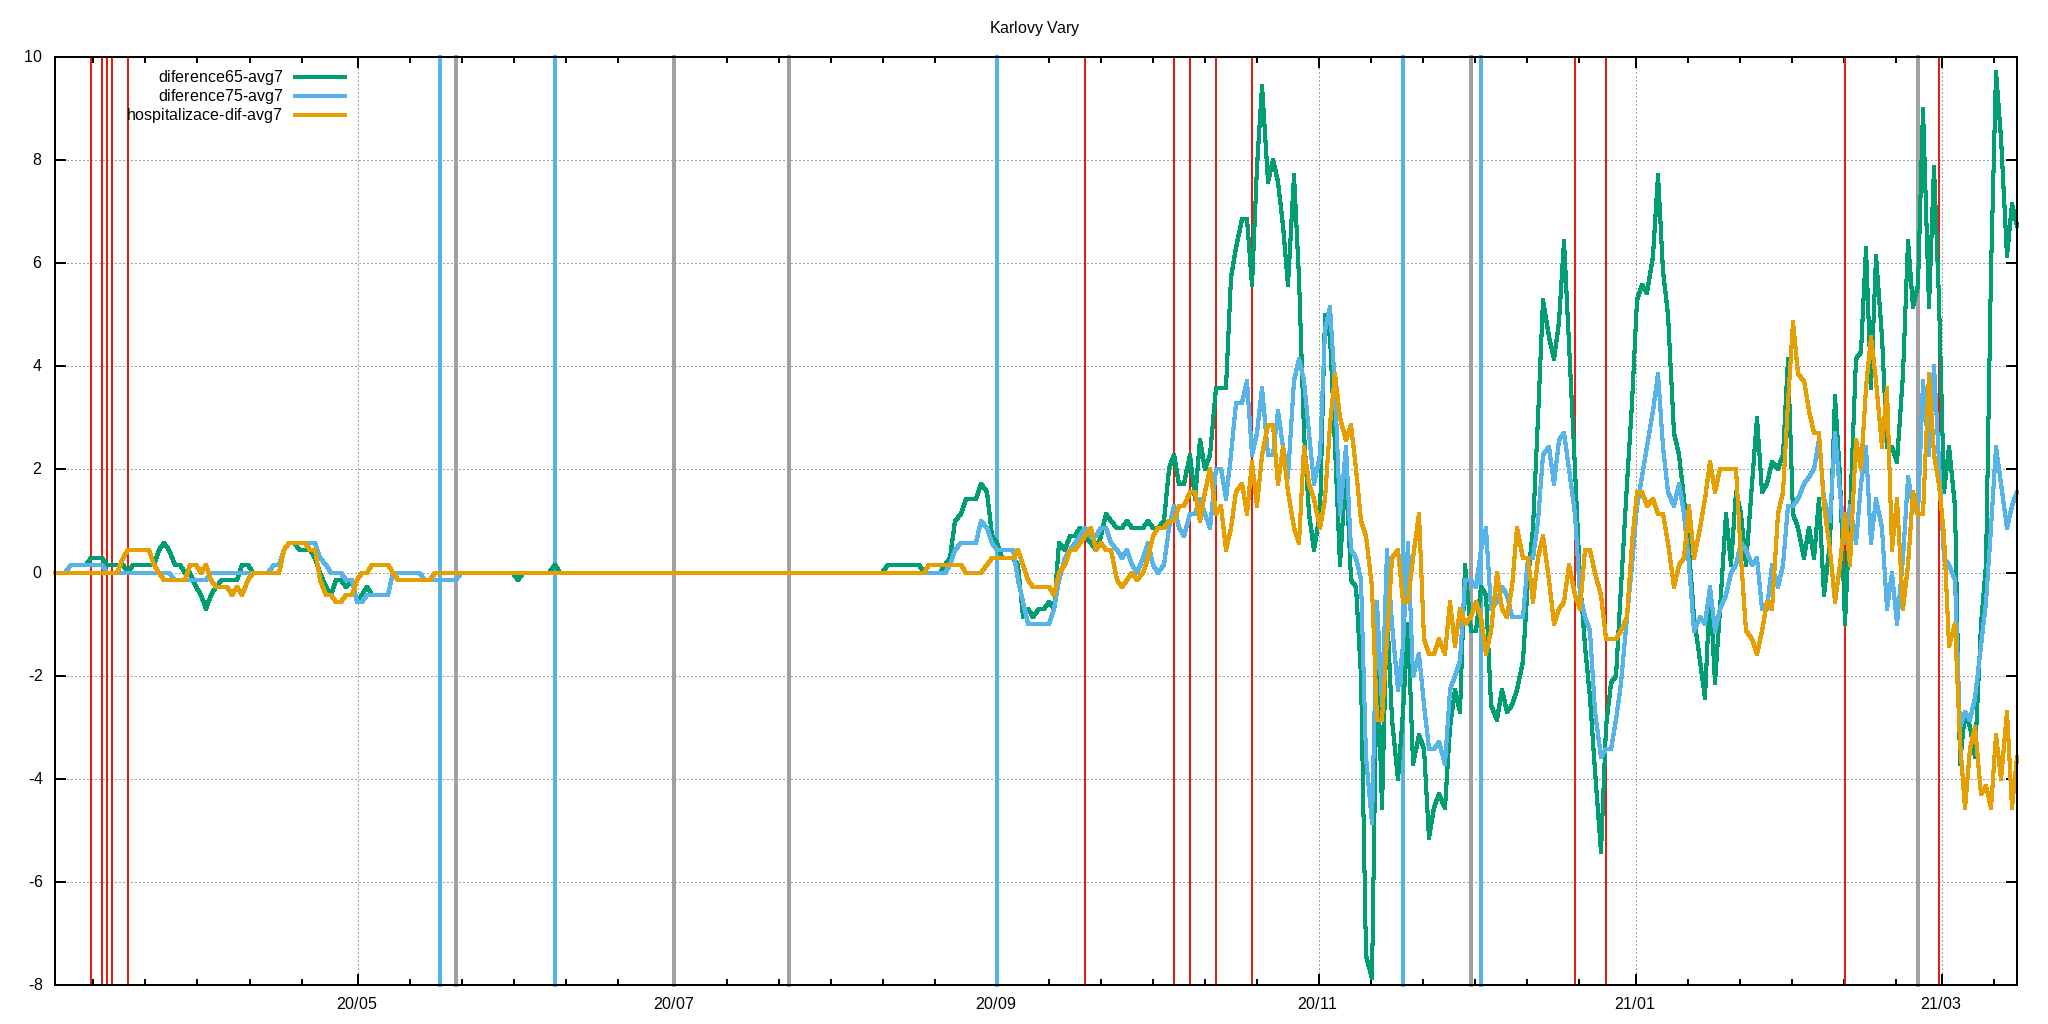 Karlovy Vary
10
diference65-avg7
diference75-avg7
hospitalizace-dif-avg7
8
6
4
2
0
-2
-4
-6
-8
20/05 20/07 20/09 20/11 21/01 21/03